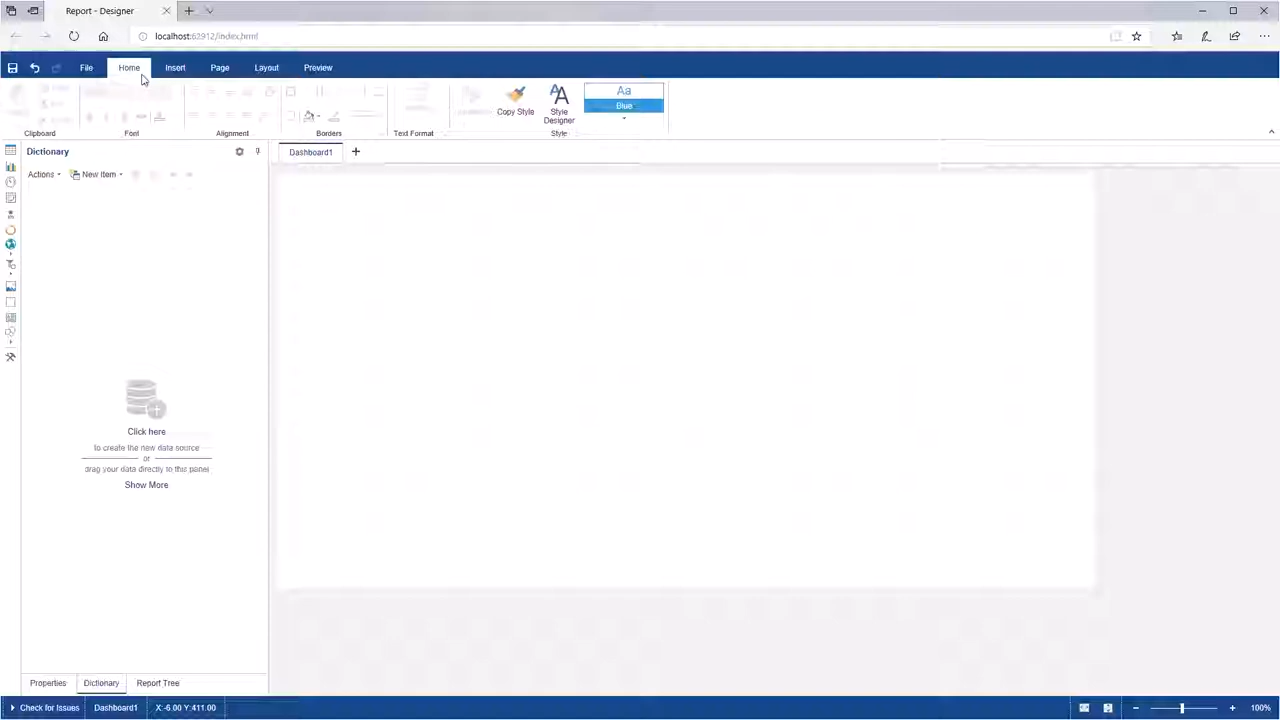 Report - Designer
localhost:62912/index.html
File
Home
Insert
Page
Layout
Preview
Copy Style
Style
Designer
Aa
Blue
Clipboard
Font
Alignment
Borders
Text Format
Style
Dictionary
Dashboard1
Actions
New Item
Click here
to create the new data source
or
drag your data directly to this panel
Show More
Properties
Dictionary
Report Tree
Check for Issues
Dashboard1
X:-6.00 Y:411.00
100%